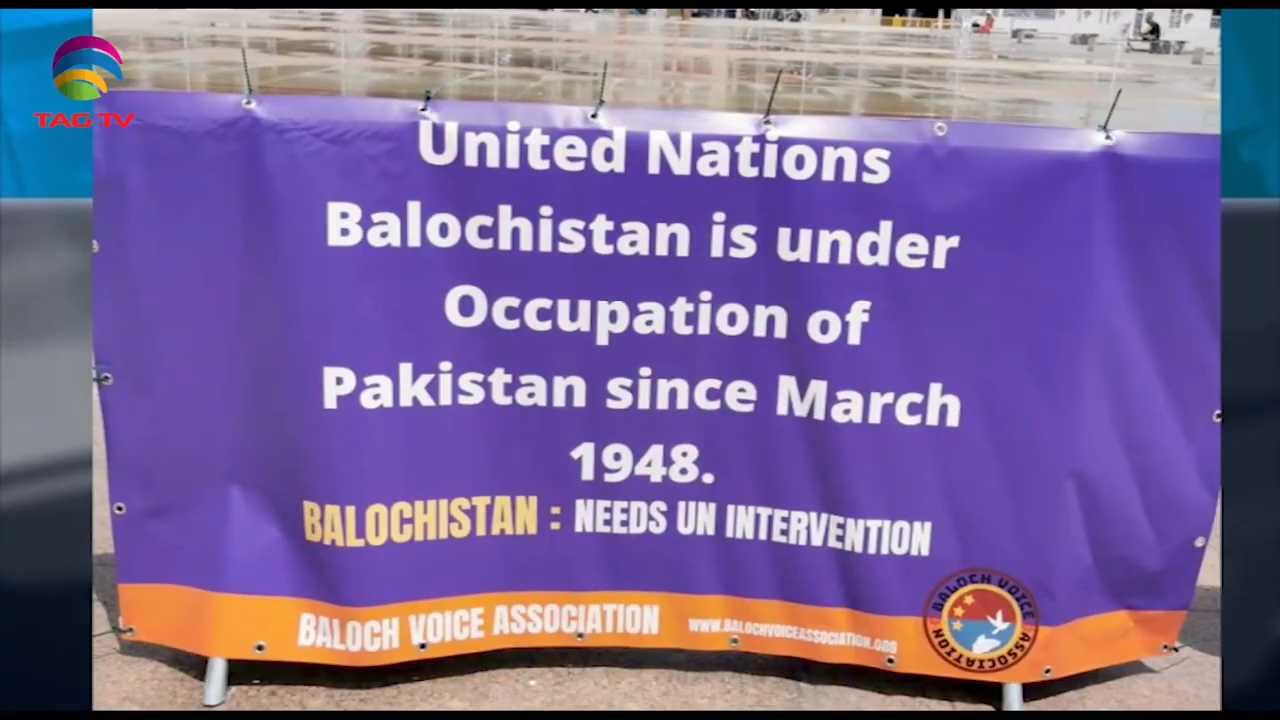 TAG TV
United Nations
Balochistan is under
Occupation of
Pakistan since March
1948.
BALOCHISTAN : NEEDS UN INTERVENTION
BALOCH VOICE ASSOCIATION
WWW.BALOCHVOICEASSOCIATION.ORG
BALOCH VOICE ASSOCIATION